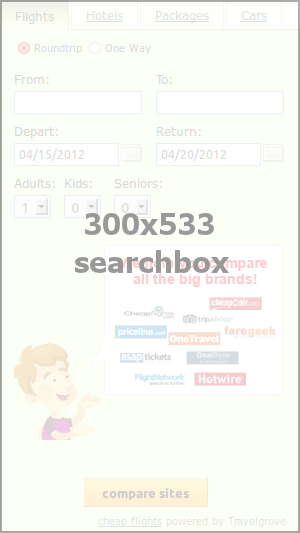 Flights Hotels Packages Cars
Roundtrip One Way
From: To:
Depart: Return:
04/15/2012 04/20/2012
Adults: Kids: Seniors:
1 0 0
300x533
searchbox
compare
all the big brands!
cheapOair.com
Cheapflights
tripadvisor
priceline.com
faregeek
OneTravel
asap tickets
DealBase
FlightNetwork
Hotwire
compare sites
cheap flights powered by Travelgrove